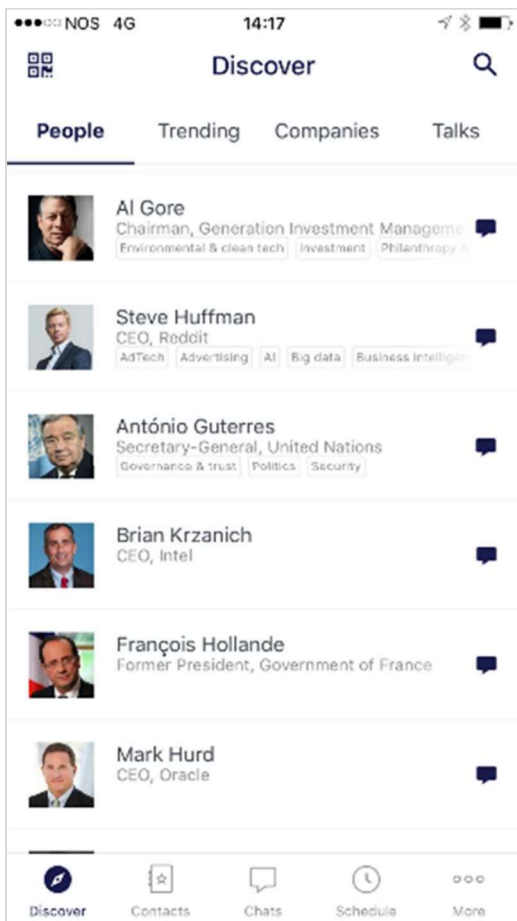 NOS 4G 14:17
Discover
People Trending Companies Talks
Al Gore
Chairman, Generation Investment Manageme
Environmental & clean tech Investment Philanthropy &
Steve Huffman
CEO, Reddit
AdTech Advertising AI Big data Business intelligen
António Guterres
Secretary-General, United Nations
Governance & trust Politics Security
Brian Krzanich
CEO, Intel
François Hollande
Former President, Government of France
Mark Hurd
CEO, Oracle
Discover Contacts Chats Schedule More